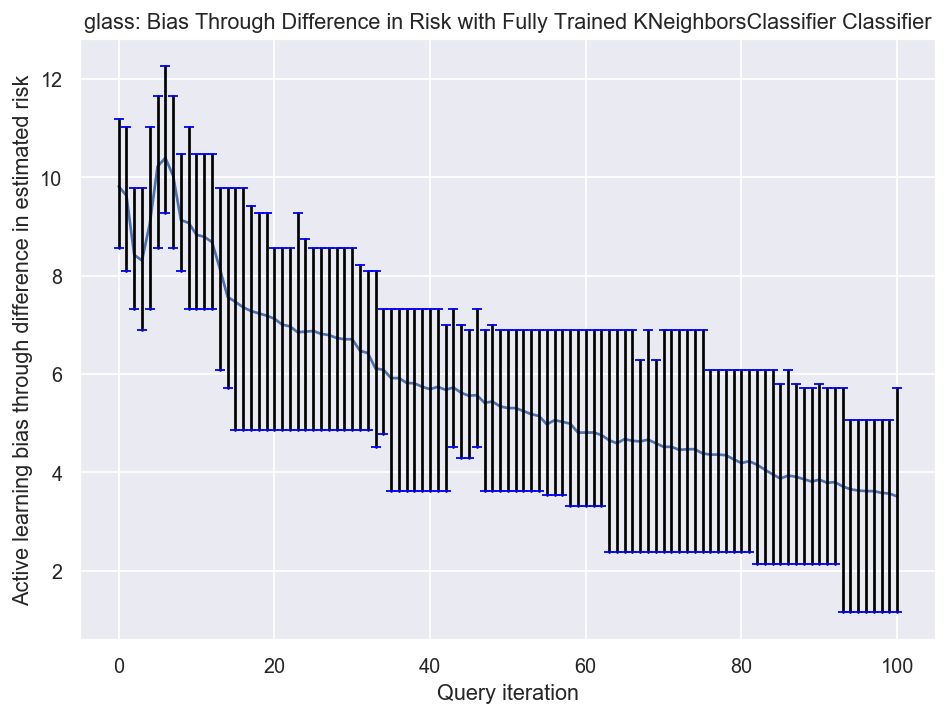 glass: Bias Through Difference in Risk with Fully Trained KNeighborsClassifier Classifier
Active learning bias through difference in estimated risk
12
10
8
6
4
2
0 20 40 60 80 100
Query iteration